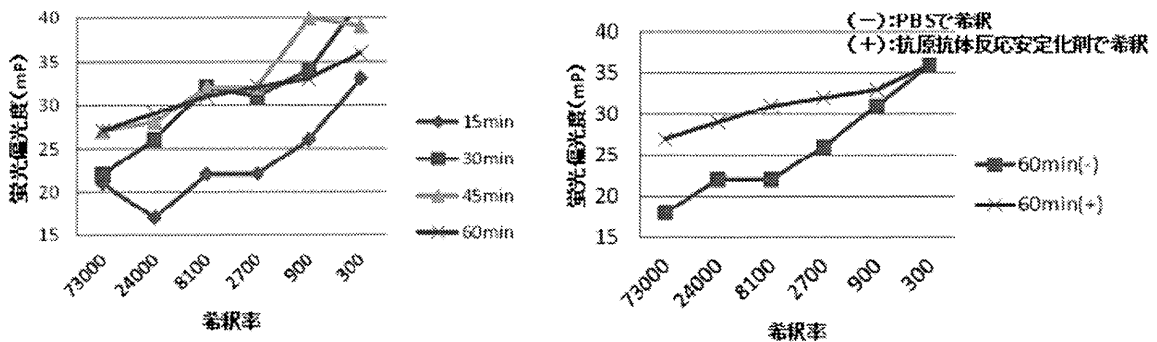 40
35
30
25
20
15
蛍光偏光度(mP)
73000
24000
8100
2700
900
300
希釈率
15min
30min
45min
60min
(−):PBSで希釈
(+):抗原抗体反応安定化剤で希釈
40
35
30
25
20
15
蛍光偏光度(mP)
73000
24000
8100
2700
900
300
希釈率
60min(-)
60min(+)